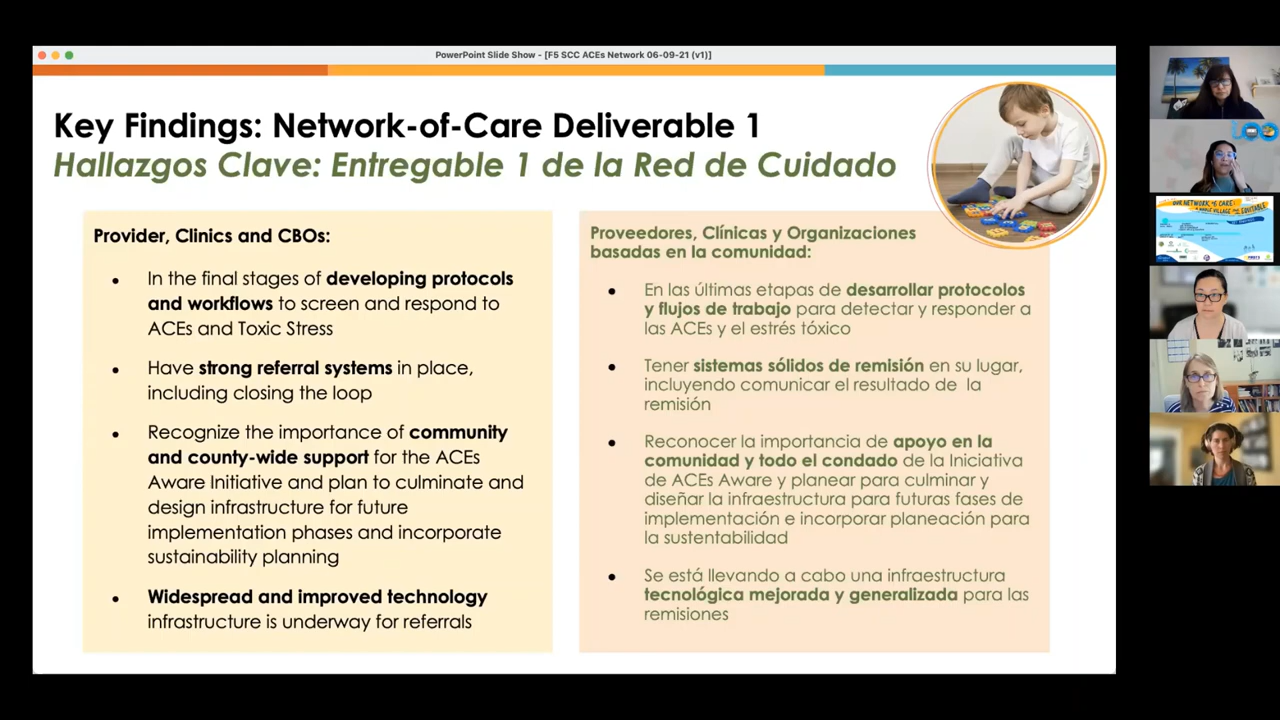 PowerPoint Slide Show - [F5 SCC ACEs Network 06-09-21 (v1)]
Key Findings: Network-of-Care Deliverable 1
Hallazgos Clave: Entregable 1 de la Red de Cuidado
Provider, Clinics and CBOs:
In the final stages of developing protocols
and workflows to screen and respond to
ACEs and Toxic Stress
Have strong referral systems in place,
including closing the loop
Recognize the importance of community
and county-wide support for the ACEs
Aware Initiative and plan to culminate and
design infrastructure for future
implementation phases and incorporate
sustainability planning
Widespread and improved technology
infrastructure is underway for referrals
Proveedores, Clínicas y Organizaciones
basadas en la comunidad:
En las últimas etapas de desarrollar protocolos
y flujos de trabajo para detectar y responder a
las ACEs y el estrés tóxico
Tener sistemas sólidos de remisión en su lugar,
incluyendo comunicar el resultado de la
remisión
Reconocer la importancia de apoyo en la
comunidad y todo el condado de la Iniciativa
de ACEs Aware y planear para culminar y
diseñar la infraestructura para futuras fases de
implementación e incorporar planeación para
la sustentabilidad
Se está llevando a cabo una infraestructura
tecnológica mejorada y generalizada para las
remisiones
OUR NETWORK of CARE: